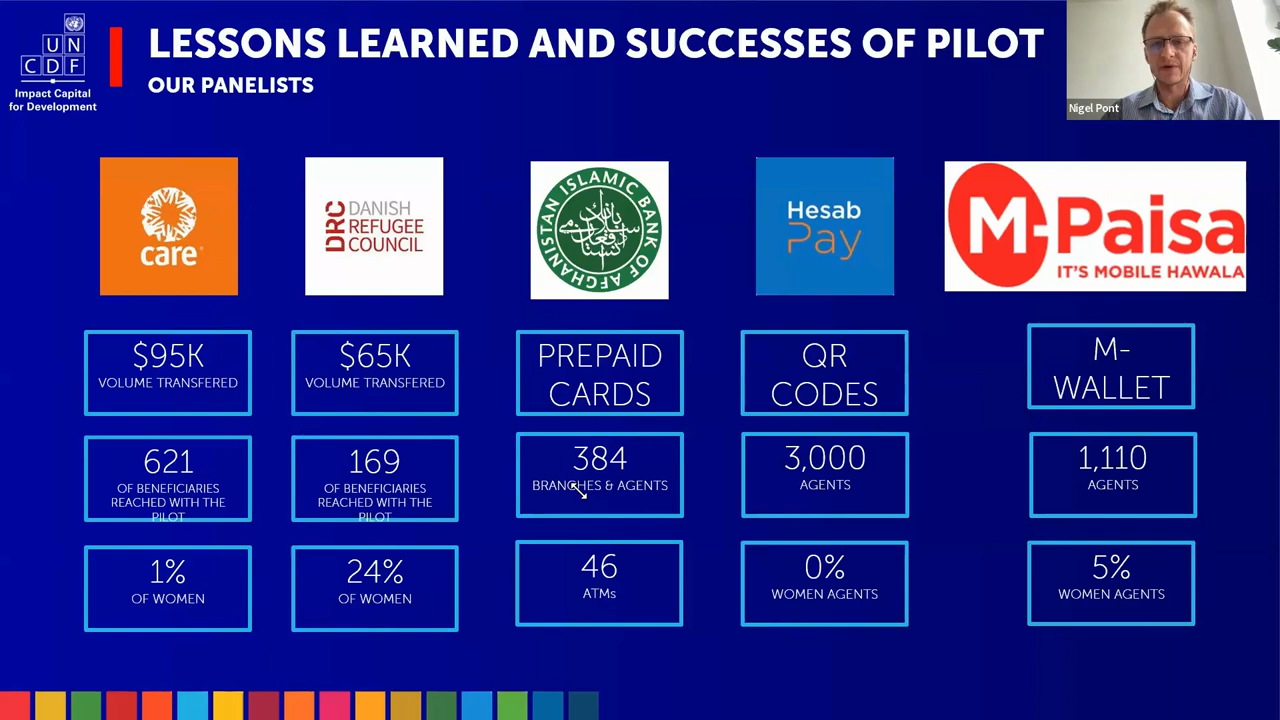 UN
CDF
Impact Capital
for Development
LESSONS LEARNED AND SUCCESSES OF PILOT
OUR PANELISTS
Nigel Pont
care
DRC DANISH
REFUGEE
COUNCIL
ISLAMIC BANK OF AFGHANISTAN
Hesab
Pay
M-Paisa
IT'S MOBILE HAWALA
$95K
VOLUME TRANSFERED
$65K
VOLUME TRANSFERED
PREPAID
CARDS
QR
CODES
M-
WALLET
621
OF BENEFICIARIES
REACHED WITH THE
PILOT
169
OF BENEFICIARIES
REACHED WITH THE
PILOT
384
BRANCHES & AGENTS
3,000
AGENTS
1,110
AGENTS
1%
OF WOMEN
24%
OF WOMEN
46
ATMs
0%
WOMEN AGENTS
5%
WOMEN AGENTS